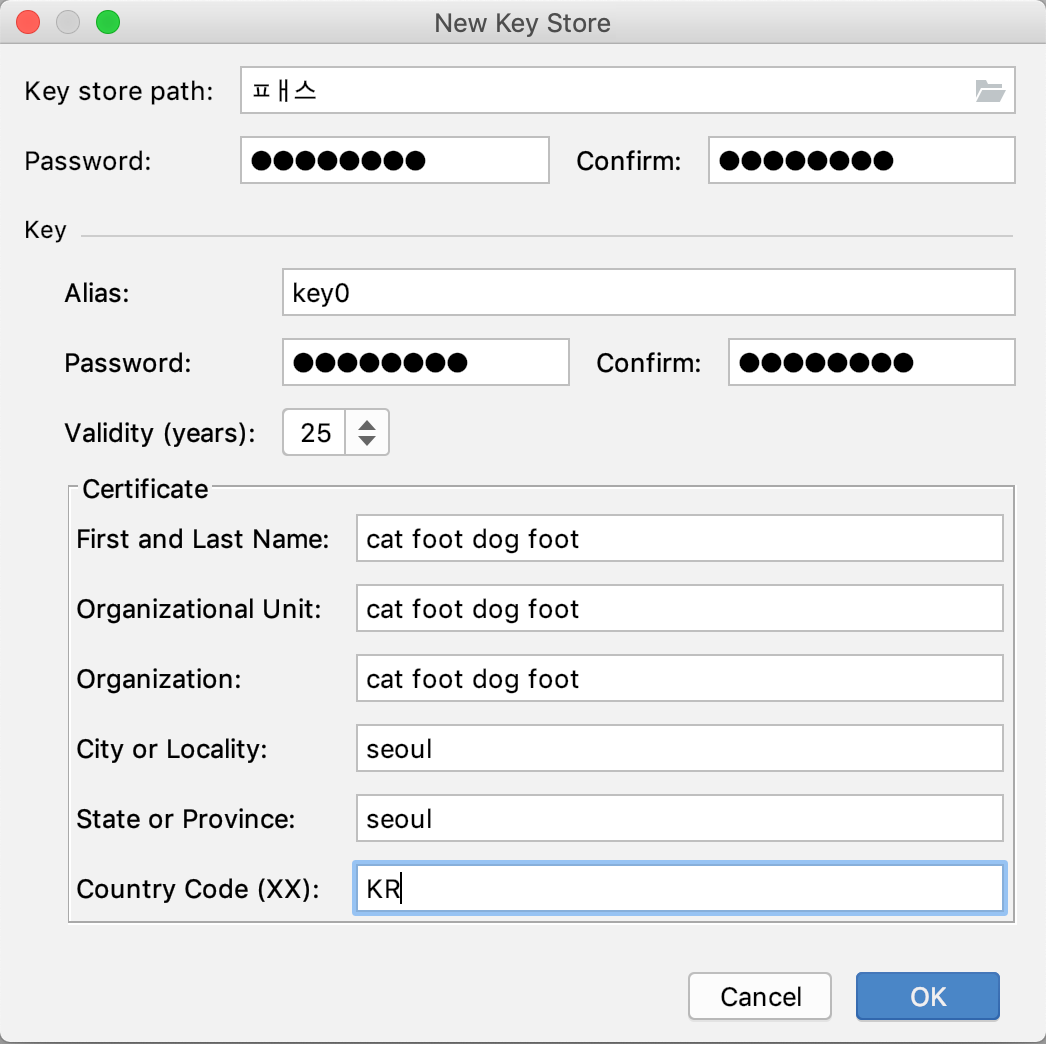 New Key Store
Key store path: ㅍㅐ스
Password: ●●●●●●●● Confirm: ●●●●●●●●
Key
Alias: key0
Password: ●●●●●●●● Confirm: ●●●●●●●●
Validity (years): 25
Certificate
First and Last Name: cat foot dog foot
Organizational Unit: cat foot dog foot
Organization: cat foot dog foot
City or Locality: seoul
State or Province: seoul
Country Code (XX): KR
Cancel OK